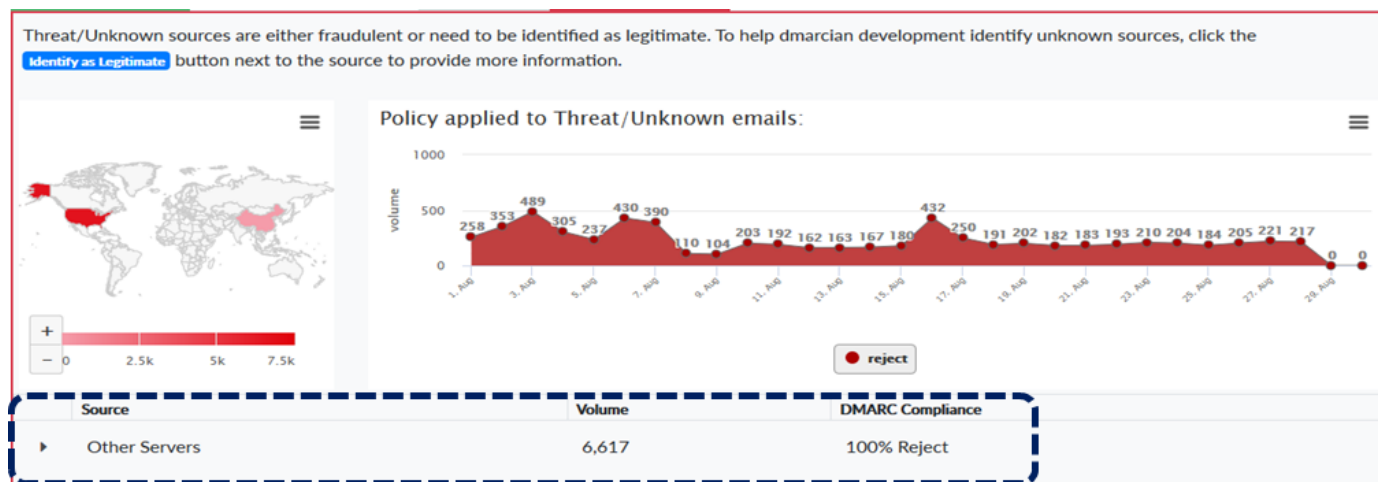 Threat/Unknown sources are either fraudulent or need to be identified as legitimate. To help dmarcian development identify unknown sources, click the
Identify as Legitimate button next to the source to provide more information.
Policy applied to Threat/Unknown emails:
1000
500
0
volume
258 353 489 305 237 430 390 110 104 203 192 162 163 167 180 432 250 191 202 182 183 193 210 204 184 205 221 217 0 0
1. Aug 3. Aug 5. Aug 7. Aug 9. Aug 11. Aug 13. Aug 15. Aug 17. Aug 19. Aug 21. Aug 23. Aug 25. Aug 27. Aug 29. Aug
+
−
0 2.5k 5k 7.5k
reject
Source Volume DMARC Compliance
Other Servers 6,617 100% Reject